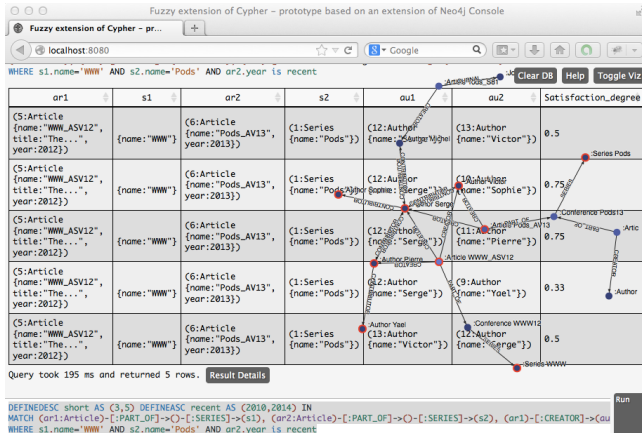 Fuzzy extension of Cypher – prototype based on an extension of Neo4j Console
Fuzzy extension of Cypher – pr...
localhost:8080
Google
WHERE s1.name='WWW' AND s2.name='Pods' AND ar2.year is recent
Clear DB Help Toggle Viz
ar1 s1 ar2 s2 au1 au2 Satisfaction_degree
(5:Article {name:"WWW_ASV12", title:"The...", year:2012}) {name:"WWW"} (6:Article {name:"Pods_AV13", year:2013}) (1:Series {name:"Pods"}) (12:Author (13:Author {name:"Victor"}) 0.5
(5:Article {name:"WWW_ASV12", title:"The...", year:2012}) {name:"WWW"} (6:Article {name:"Pods_AV13", year:2013}) (1:Series (12:Author (10:Author {name:"Sophie"}) 0.75
(5:Article {name:"WWW_ASV12", title:"The...", year:2012}) {name:"WWW"} (6:Article {name:"Pods_AV13", year:2013}) (1:Series {name:"Pods"}) {name:"Serge"}) (11:Author {name:"Pierre"}) 0.75
(5:Article {name:"WWW_ASV12", title:"The...", year:2012}) {name:"WWW"} (6:Article {name:"Pods_AV13", year:2013}) (1:Series {name:"Pods"}) (12:Author {name:"Serge"}) (9:Author {name:"Yael"}) 0.33
(5:Article {name:"WWW_ASV12", title:"The...", year:2012}) {name:"WWW"} (6:Article {name:"Pods_AV13", year:2013}) (1:Series {name:"Pods"}) (13:Author {name:"Victor"}) (12:Author 0.5
:Series Pods
:Conference Pods13
:Artic
:Article Pods_AV13
:Author Serge
:Author Pierre
:Article WWW_ASV12
:Author
:Author Yael
:Conference WWW12
:Series WWW
Query took 195 ms and returned 5 rows. Result Details
DEFINEDESC short AS (3,5) DEFINEASC recent AS (2010,2014) IN
MATCH (ar1:Article)-[:PART_OF]->()-[:SERIES]->(s1), (ar2:Article)-[:PART_OF]->()-[:SERIES]->(s2), (ar1)-[:CREATOR]->(au
WHERE s1.name='WWW' AND s2.name='Pods' AND ar2.year is recent
Run